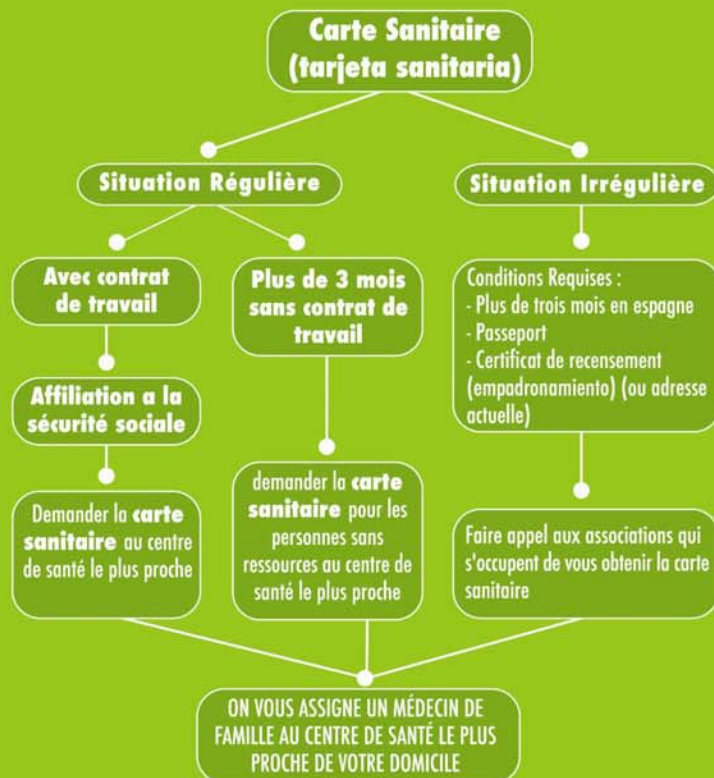 Carte Sanitaire
(tarjeta sanitaria)
Situation Régulière
Situation Irrégulière
Avec contrat
de travail
Plus de 3 mois
sans contrat de
travail
Conditions Requises :
- Plus de trois mois en espagne
- Passeport
- Certificat de recensement
(empadronamiento) (ou adresse
actuelle)
Affiliation a la
sécurité sociale
Demander la carte
sanitaire au centre
de santé le plus proche
demander la carte
sanitaire pour les
personnes sans
ressources au centre de
santé le plus proche
Faire appel aux associations qui
s'occupent de vous obtenir la carte
sanitaire
ON VOUS ASSIGNE UN MÉDECIN DE
FAMILLE AU CENTRE DE SANTÉ LE PLUS
PROCHE DE VOTRE DOMICILE